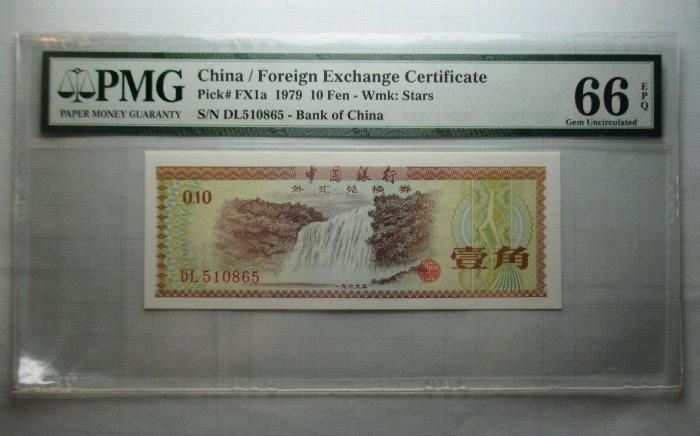 PMG
PAPER MONEY GUARANTY
China / Foreign Exchange Certificate
Pick# FX1a 1979 10 Fen - Wmk: Stars
S/N DL510865 - Bank of China
66 EPQ
Gem Uncirculated
中国银行
外汇兑换券
0.10
壹角
DL 510865
一九七九年